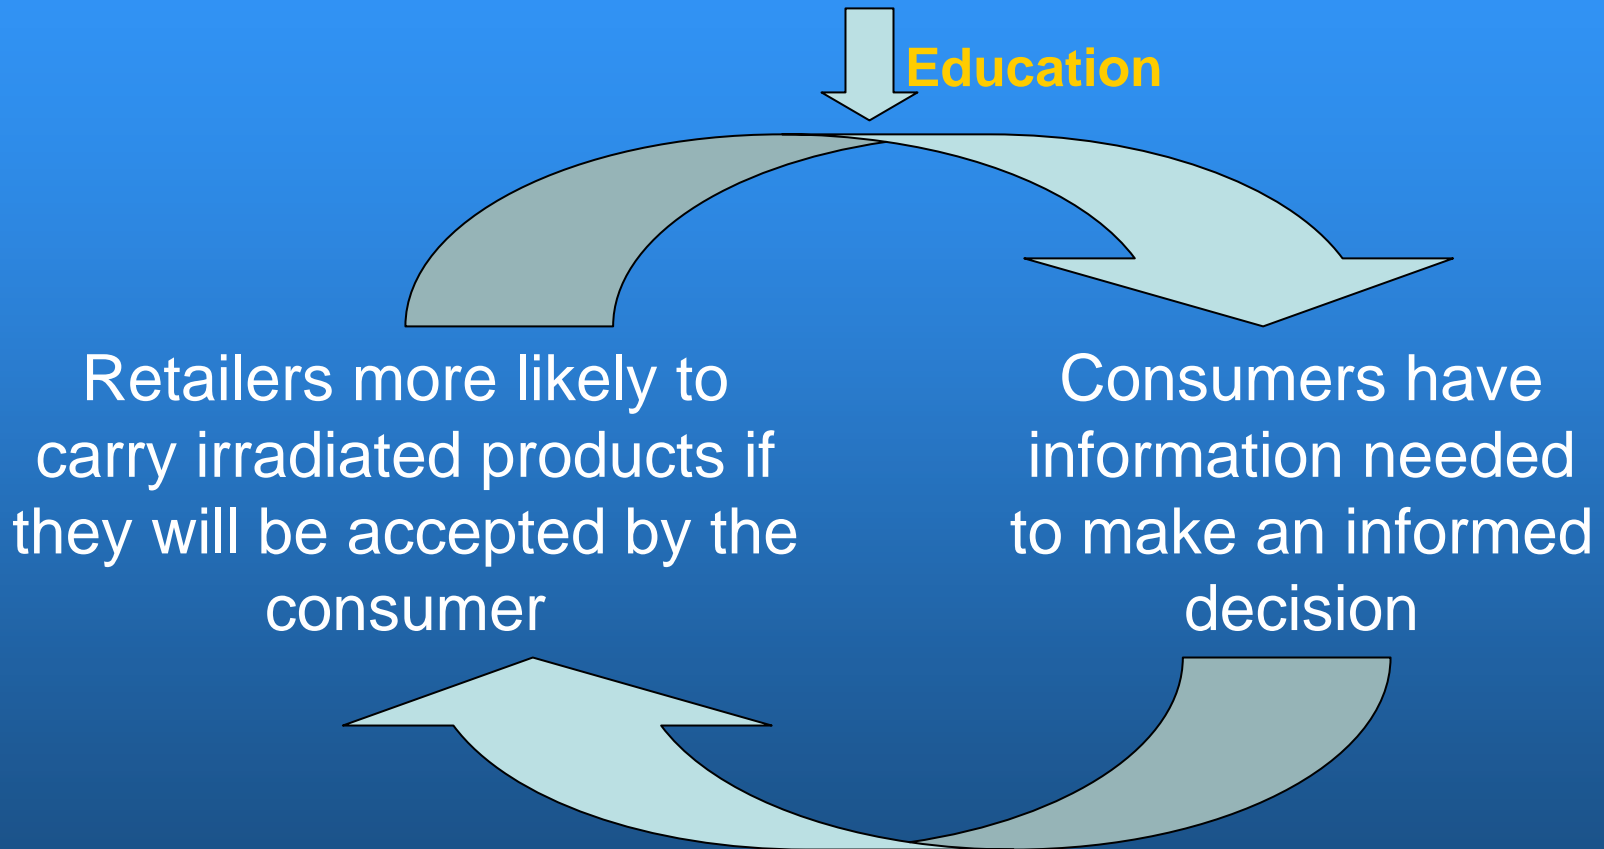 Education
Retailers more likely to
carry irradiated products if
they will be accepted by the
consumer
Consumers have
information needed
to make an informed
decision